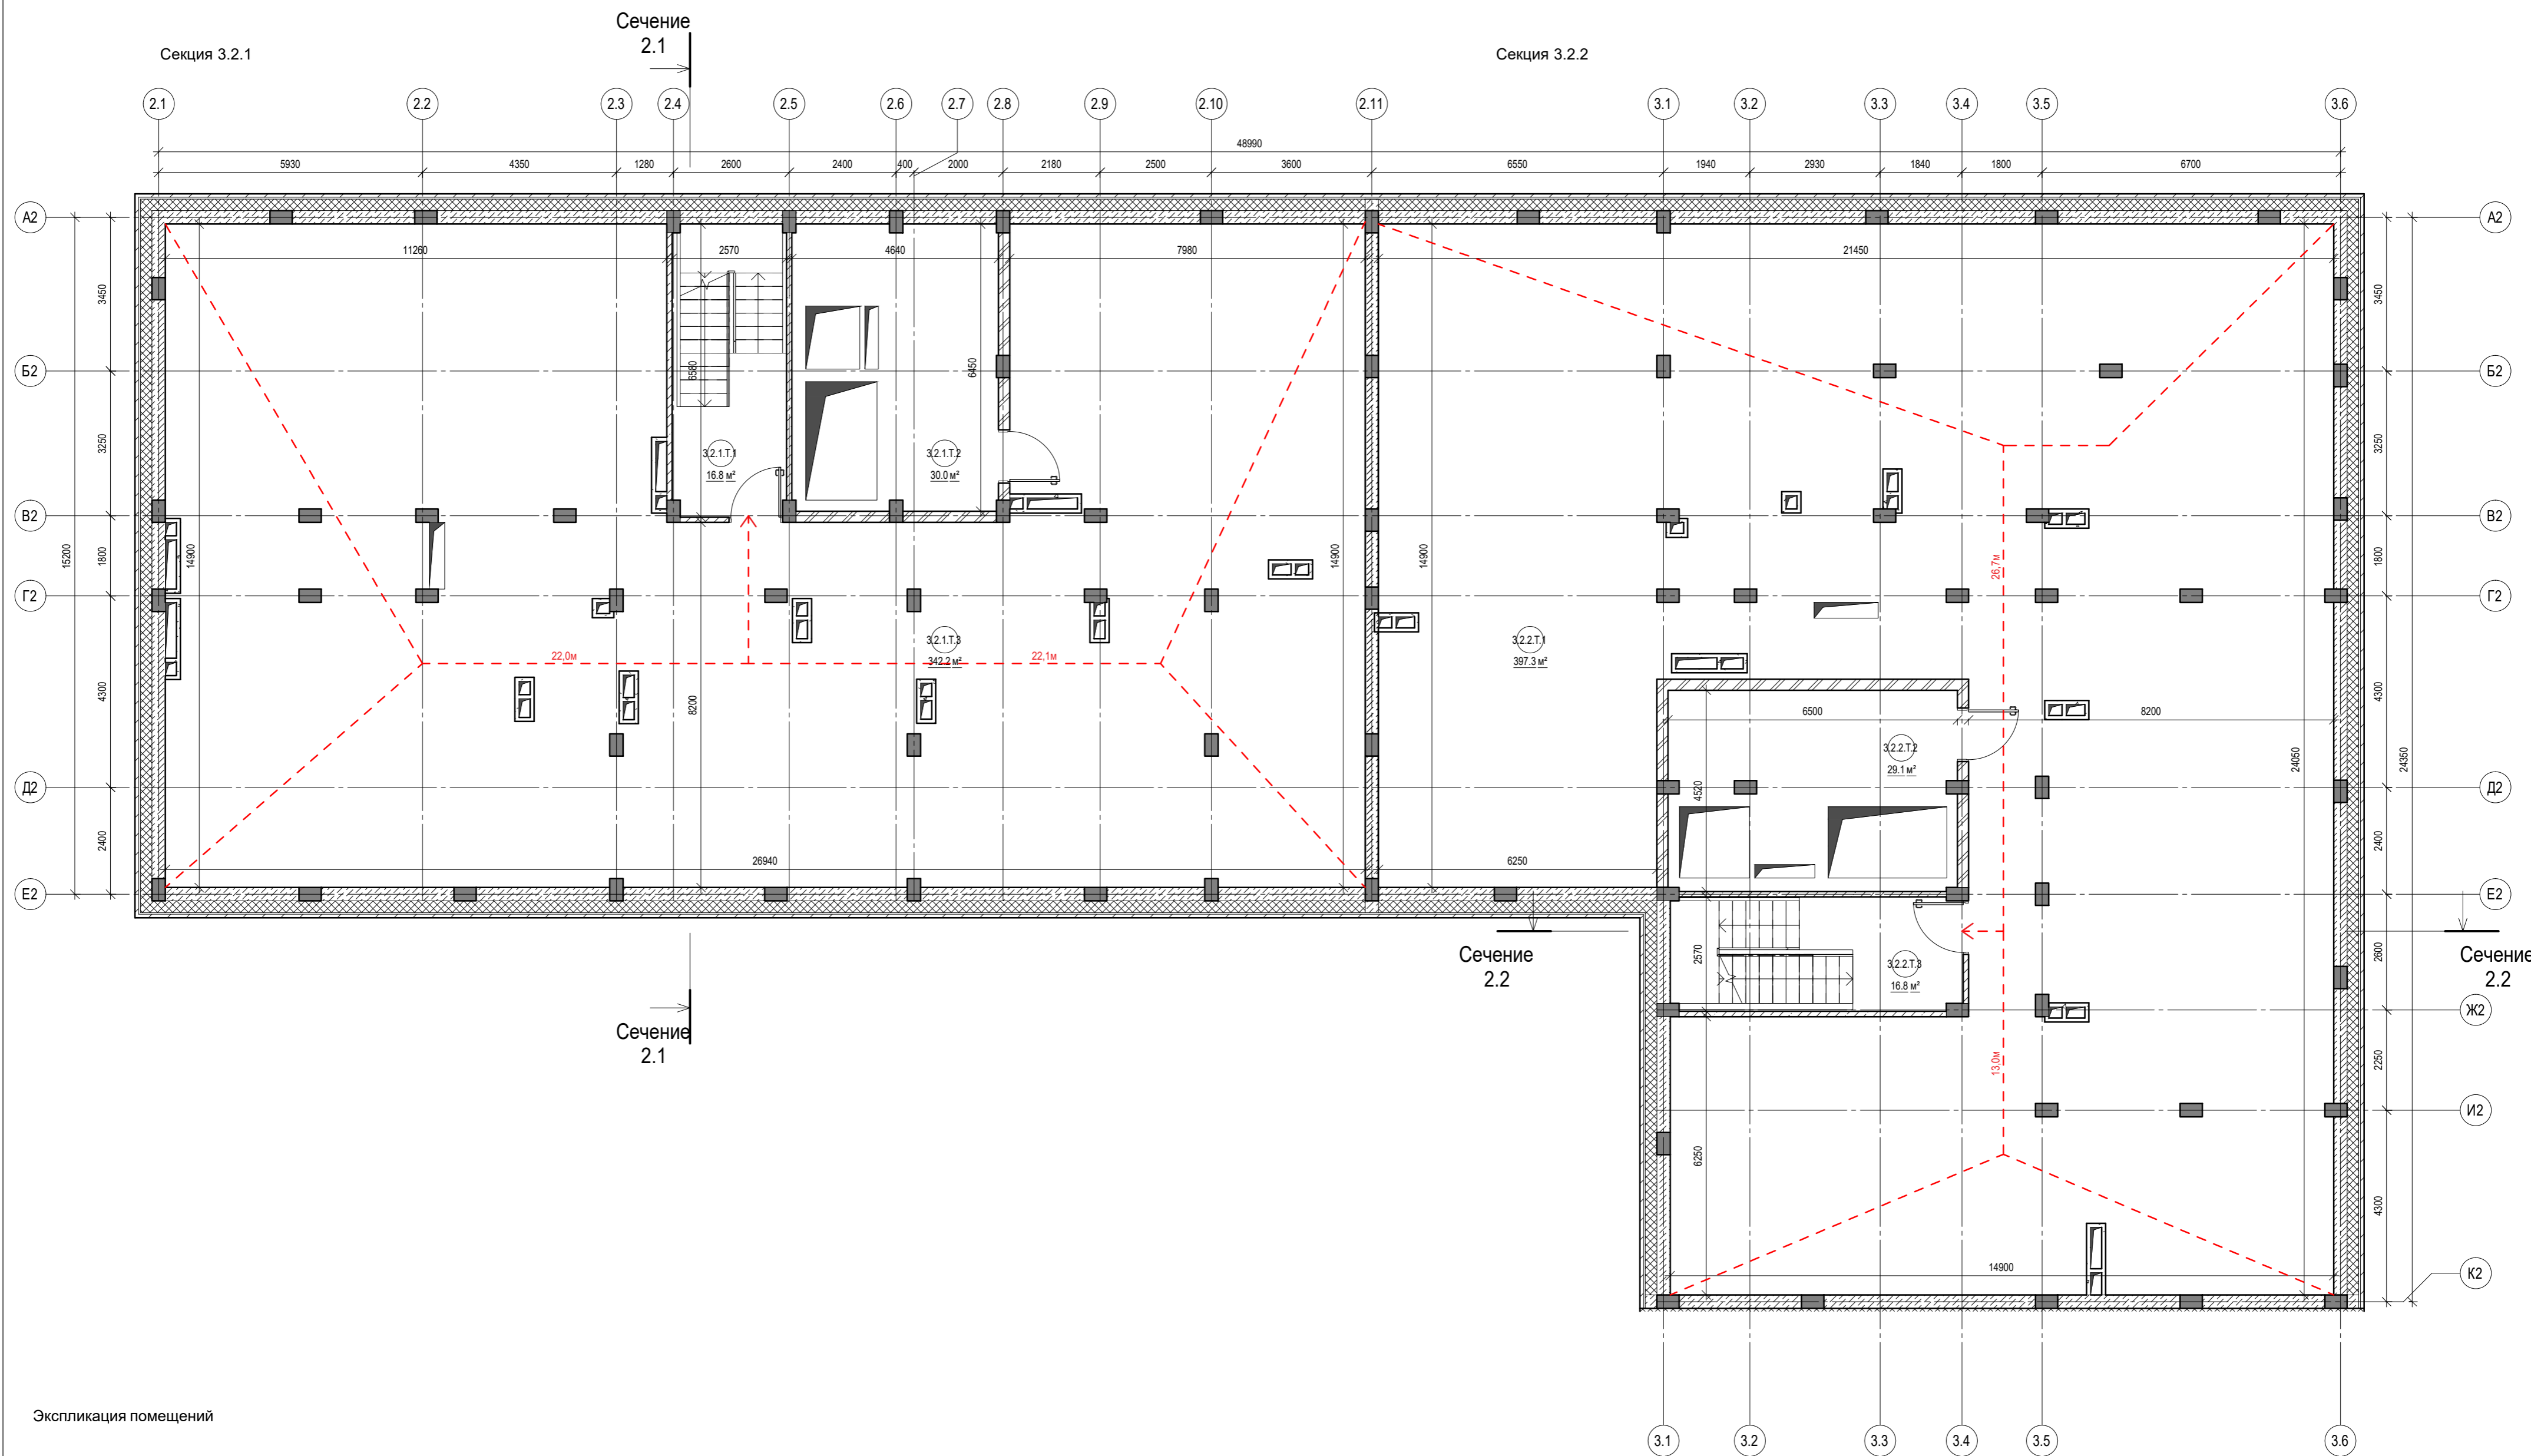 Сечение
2.1
Секция 3.2.1
Секция 3.2.2
2.1 2.2 2.3 2.4 2.5 2.6 2.7 2.8 2.9 2.10 2.11 3.1 3.2 3.3 3.4 3.5 3.6
48990
5930 4350 1280 2600 2400 400 2000 2180 2500 3600 6550 1940 2930 1840 1800 6700
А2 А2
11260 2570 4640 7980 21450
3450 3450
Б2 6580 6450 Б2
3250 3250
3.2.1.Т.1 3.2.1.Т.2
16.8 м² 30.0 м²
В2 В2
15200 1800 14900 14900 14900 26,7м 1800
Г2 Г2
3.2.1.Т.3 3.2.2.Т.1
342.2 м² 397.3 м²
22,0м 22,1м
4300 8200 6500 8200 4300
3.2.2.Т.2
29.1 м²
24050 24350
Д2 4520 Д2
2400 2400
26940 6250
Е2 Е2
Сечение
2.2
2570 2600
3.2.2.Т.3
16.8 м²
Сечение
2.2
Ж2
Сечение
2.1
13,0м 2250
И2
6250 4300
14900
К2
Экспликация помещений
3.1 3.2 3.3 3.4 3.5 3.6